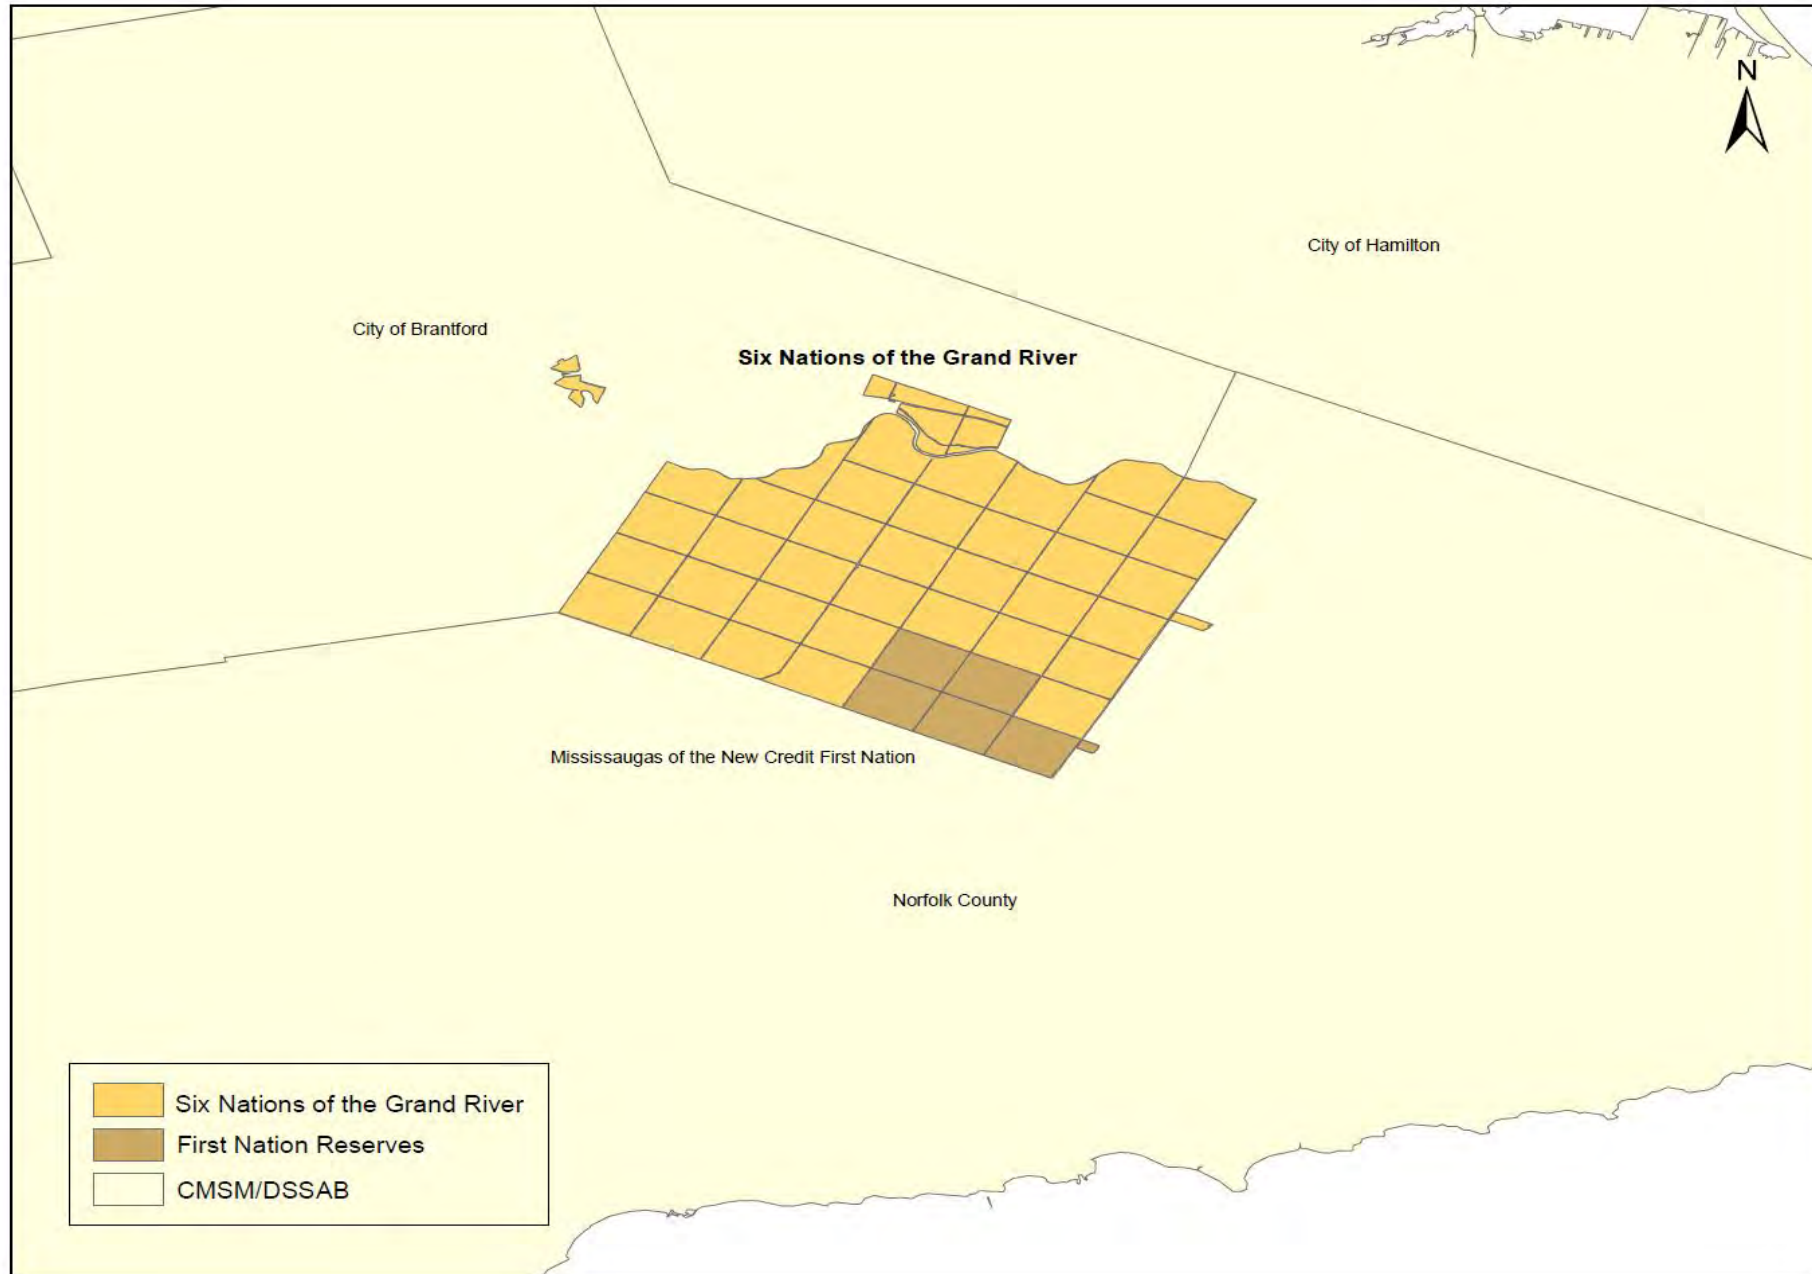 N
City of Hamilton
City of Brantford
Six Nations of the Grand River
Mississaugas of the New Credit First Nation
Norfolk County
Six Nations of the Grand River
First Nation Reserves
CMSM/DSSAB